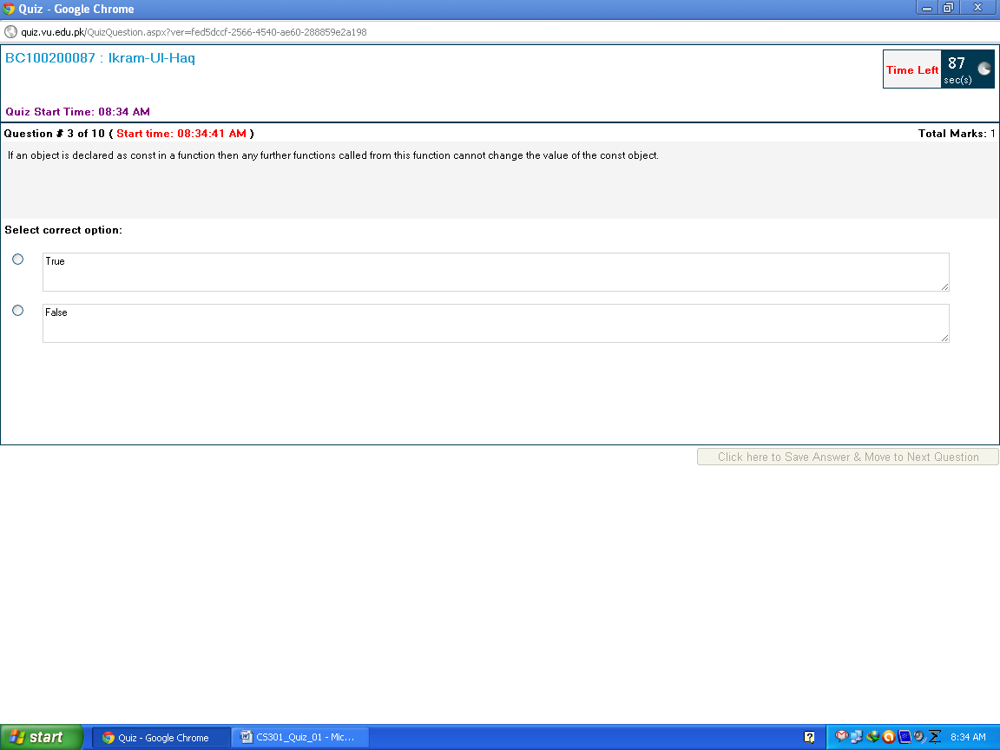 Quiz - Google Chrome
quiz.vu.edu.pk/QuizQuestion.aspx?ver=fed5dccf-2566-4540-ae60-288859e2a198
BC100200087 : Ikram-Ul-Haq
Time Left 87 sec(s)
Quiz Start Time: 08:34 AM
Question # 3 of 10 ( Start time: 08:34:41 AM ) Total Marks: 1
If an object is declared as const in a function then any further functions called from this function cannot change the value of the const object.
Select correct option:
True
False
Click here to Save Answer & Move to Next Question
start Quiz - Google Chrome CS301_Quiz_01 - Mic... 8:34 AM